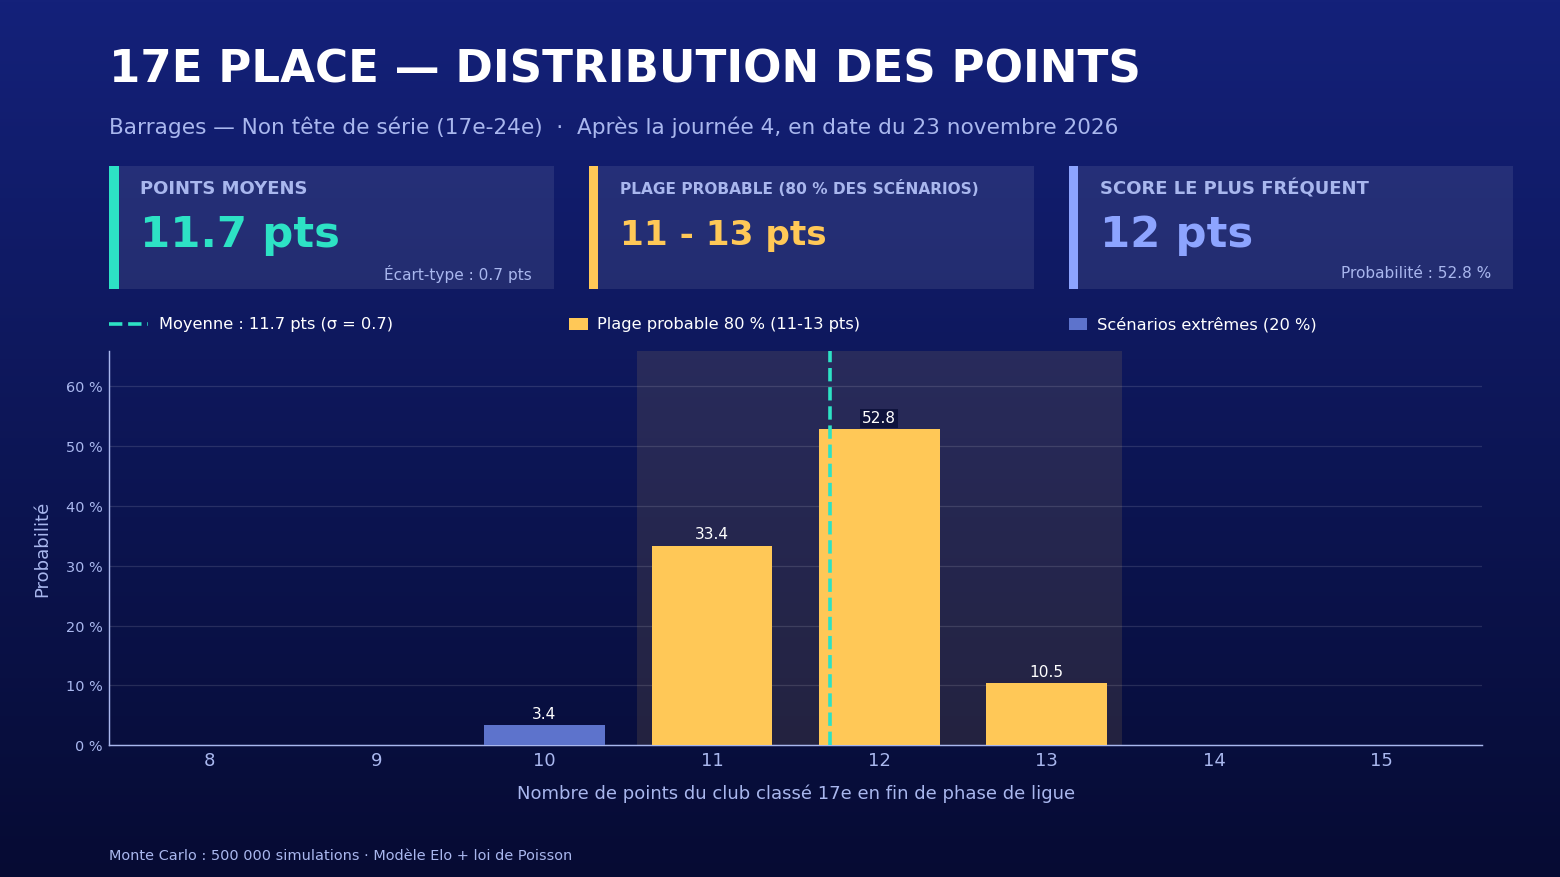 17E PLACE — DISTRIBUTION DES POINTS
Barrages — Non tête de série (17e-24e) · Après la journée 4, en date du 23 novembre 2026
POINTS MOYENS
11.7 pts
Écart-type : 0.7 pts
PLAGE PROBABLE (80 % DES SCÉNARIOS)
11 - 13 pts
SCORE LE PLUS FRÉQUENT
12 pts
Probabilité : 52.8 %
Moyenne : 11.7 pts (σ = 0.7)
Plage probable 80 % (11-13 pts)
Scénarios extrêmes (20 %)
Probabilité
60 %
50 %
40 %
30 %
20 %
10 %
0 %
3.4
33.4
52.8
10.5
8 9 10 11 12 13 14 15
Nombre de points du club classé 17e en fin de phase de ligue
Monte Carlo : 500 000 simulations · Modèle Elo + loi de Poisson